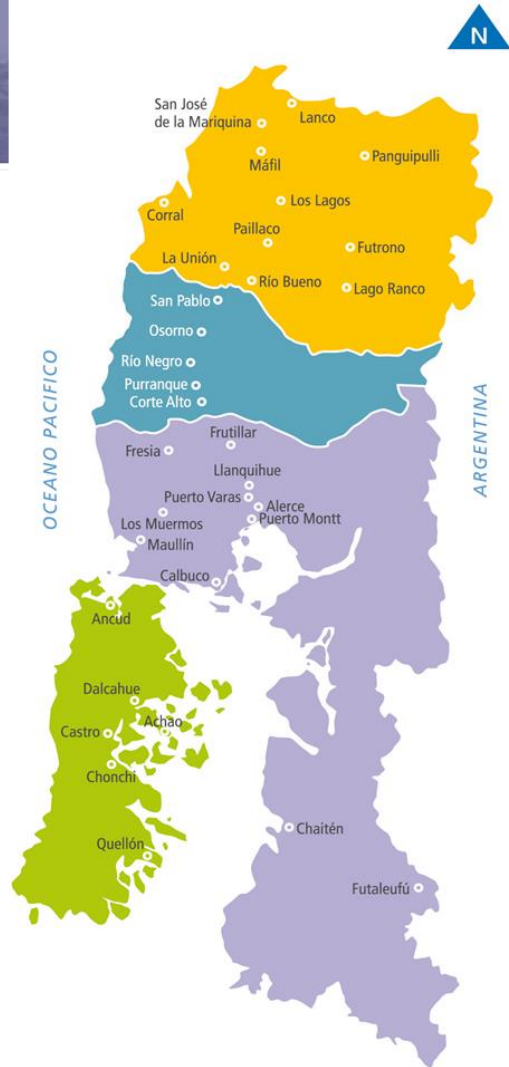 N
San José
de la Mariquina
Lanco
Máfil
Panguipulli
Los Lagos
Corral
Paillaco
Futrono
La Unión
Río Bueno
Lago Ranco
San Pablo
Osorno
Río Negro
Purranque
Corte Alto
OCEANO PACIFICO
ARGENTINA
Frutillar
Fresia
Llanquihue
Puerto Varas
Alerce
Los Muermos
Puerto Montt
Maullín
Calbuco
Ancud
Dalcahue
Achao
Castro
Chonchi
Quellón
Chaitén
Futaleufú